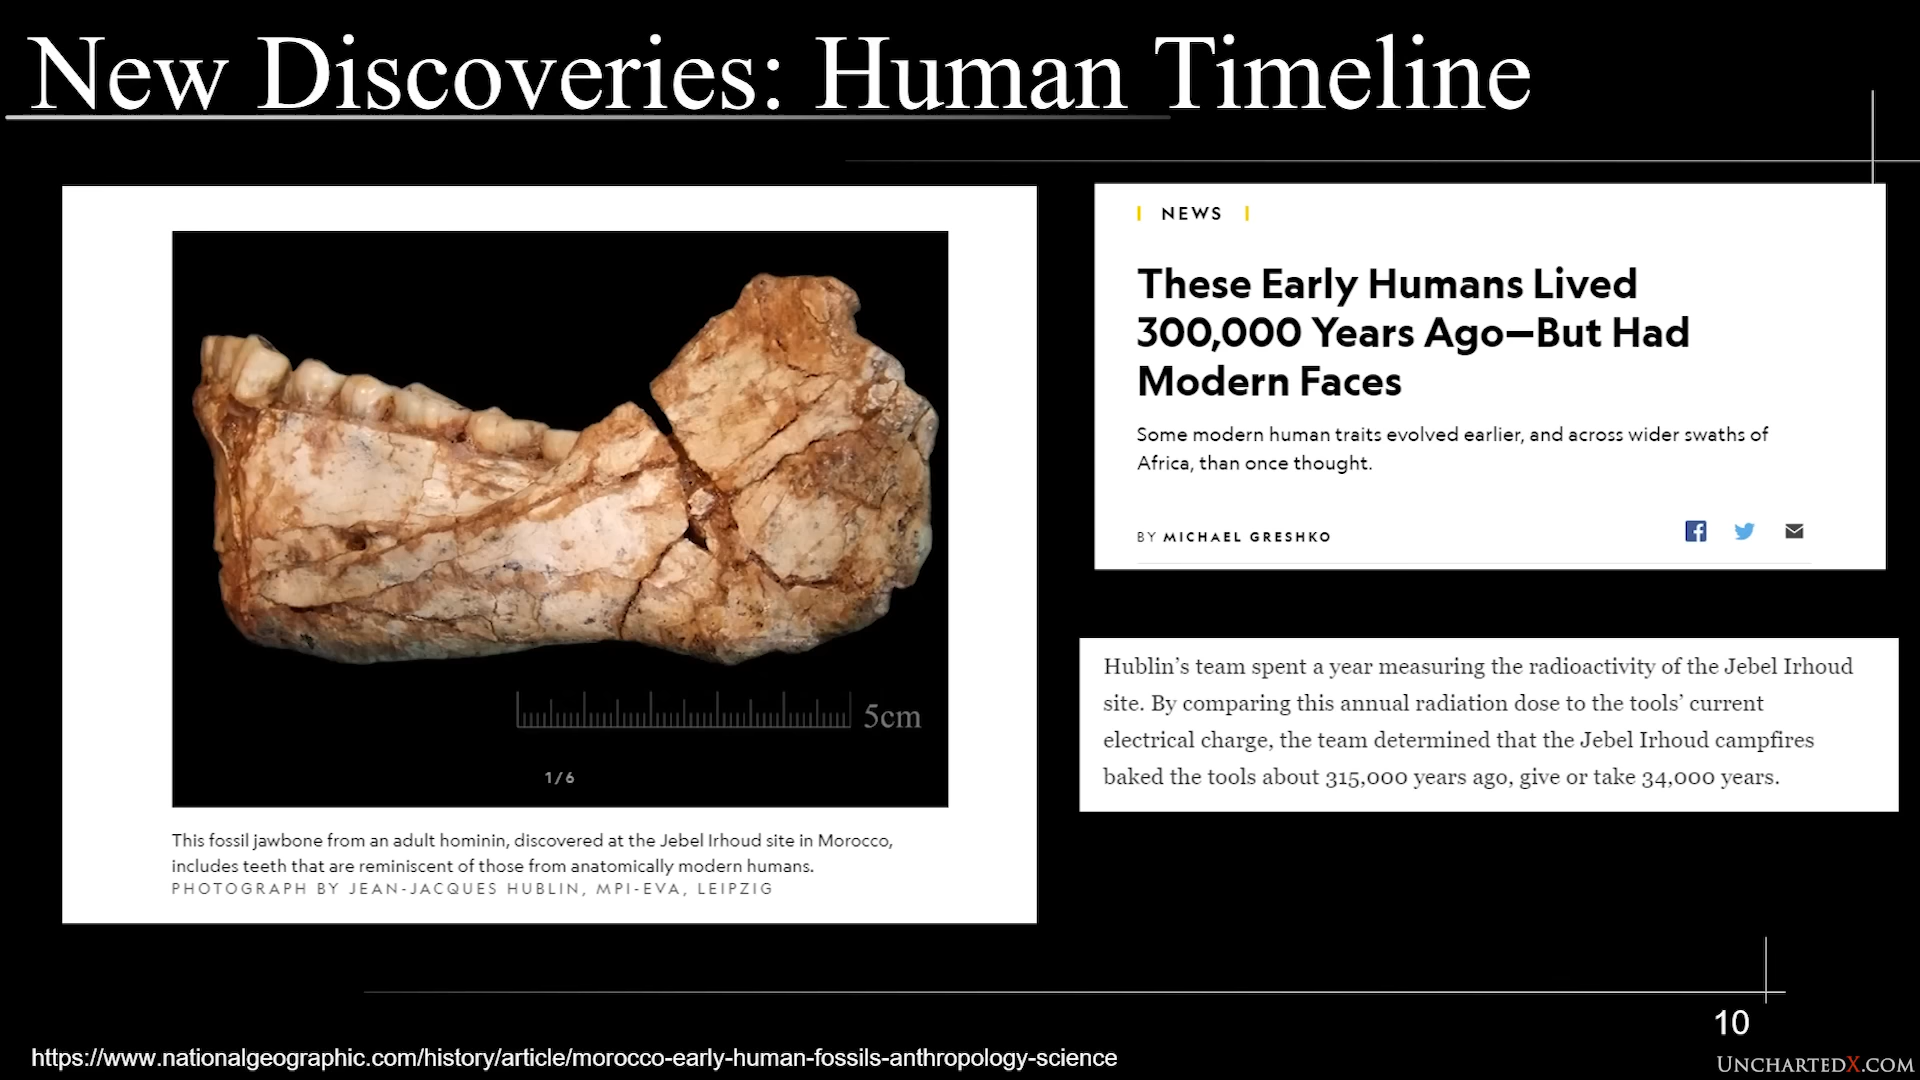 New Discoveries: Human Timeline
5cm
1/6
This fossil jawbone from an adult hominin, discovered at the Jebel Irhoud site in Morocco,
includes teeth that are reminiscent of those from anatomically modern humans.
PHOTOGRAPH BY JEAN-JACQUES HUBLIN, MPI-EVA, LEIPZIG
NEWS
These Early Humans Lived
300,000 Years Ago—But Had
Modern Faces
Some modern human traits evolved earlier, and across wider swaths of
Africa, than once thought.
BY MICHAEL GRESHKO
Hublin’s team spent a year measuring the radioactivity of the Jebel Irhoud
site. By comparing this annual radiation dose to the tools’ current
electrical charge, the team determined that the Jebel Irhoud campfires
baked the tools about 315,000 years ago, give or take 34,000 years.
10
https://www.nationalgeographic.com/history/article/morocco-early-human-fossils-anthropology-science
UNCHARTEDX.COM